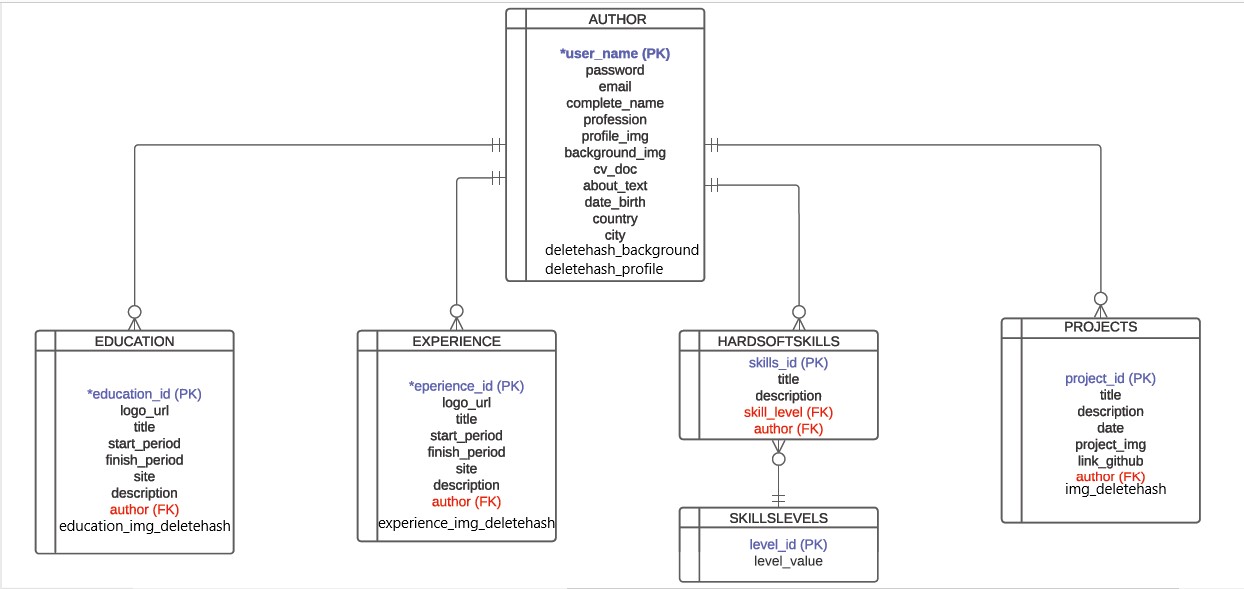 AUTHOR
*user_name (PK)
password
email
complete_name
profession
profile_img
background_img
cv_doc
about_text
date_birth
country
city
deletehash_background
deletehash_profile
EDUCATION
*education_id (PK)
logo_url
title
start_period
finish_period
site
description
author (FK)
education_img_deletehash
EXPERIENCE
*eperience_id (PK)
logo_url
title
start_period
finish_period
site
description
author (FK)
experience_img_deletehash
HARDSOFTSKILLS
skills_id (PK)
title
description
skill_level (FK)
author (FK)
SKILLSLEVELS
level_id (PK)
level_value
PROJECTS
project_id (PK)
title
description
date
project_img
link_github
author (FK)
img_deletehash